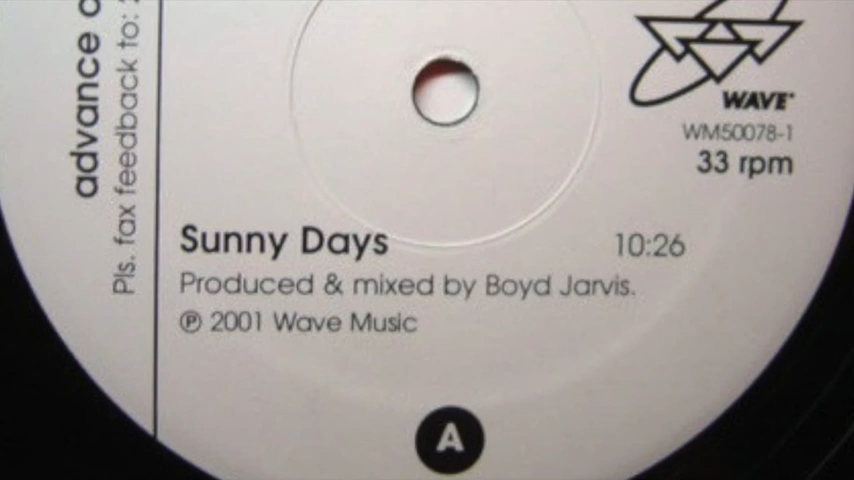 advance
Pls. fax feedback to:
WAVE
WM50078-1
33 rpm
Sunny Days 10:26
Produced & mixed by Boyd Jarvis.
℗ 2001 Wave Music
A